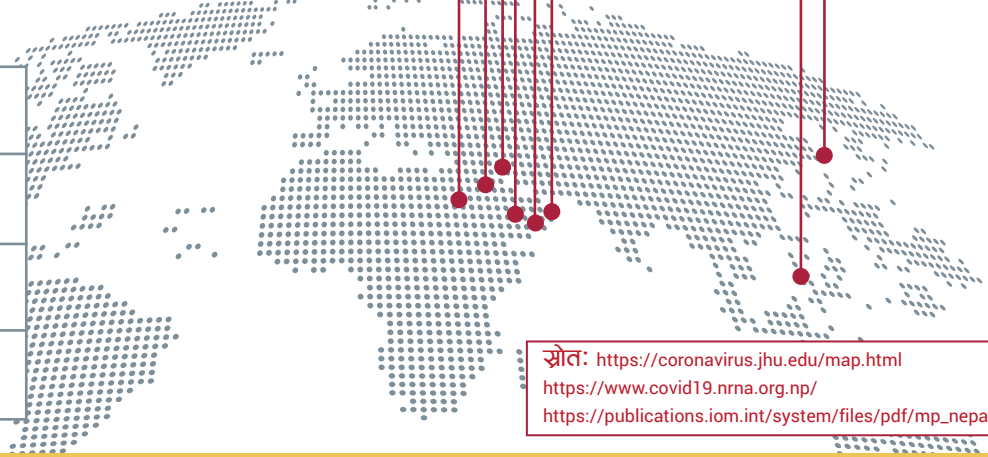 स्रोत: https://coronavirus.jhu.edu/map.html
https://www.covid19.nrna.org.np/
https://publications.iom.int/system/files/pdf/mp_nepa